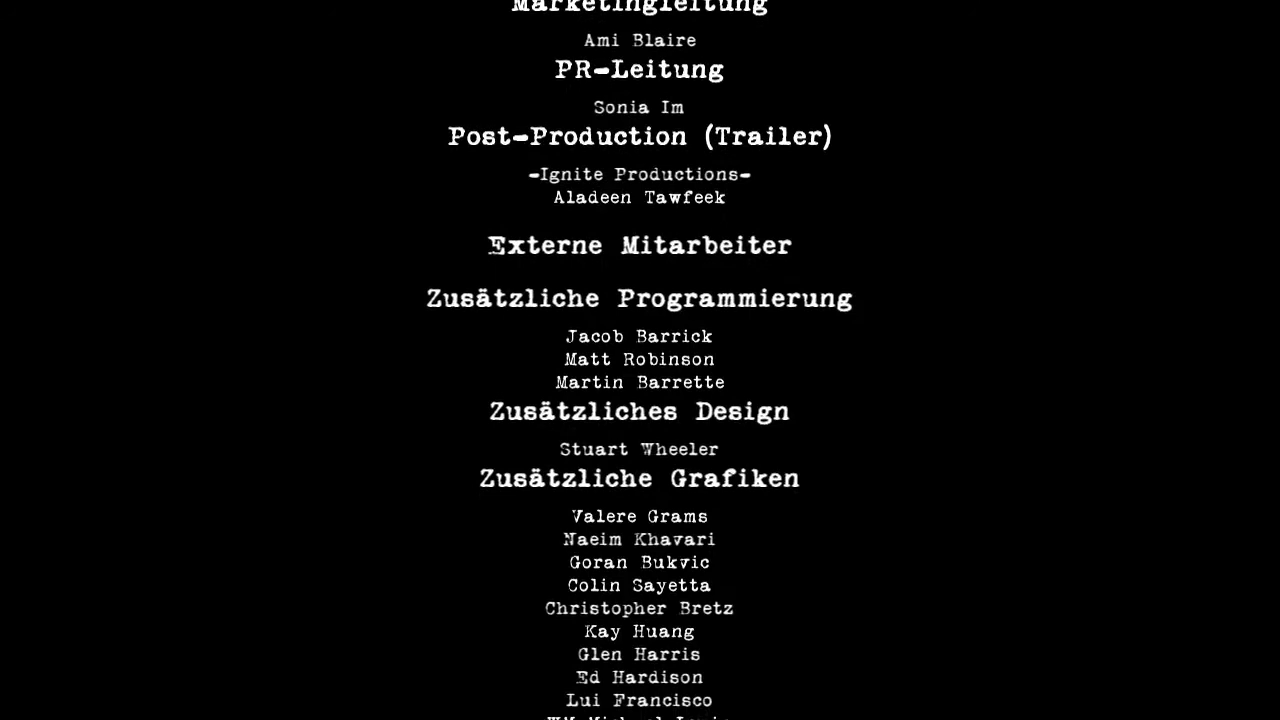 Marketingleitung
Ami Blaire
PR-Leitung
Sonia Im
Post-Production (Trailer)
-Ignite Productions-
Aladeen Tawfeek
Externe Mitarbeiter
Zusätzliche Programmierung
Jacob Barrick
Matt Robinson
Martin Barrette
Zusätzliches Design
Stuart Wheeler
Zusätzliche Grafiken
Valere Grams
Naeim Khavari
Goran Bukvic
Colin Sayetta
Christopher Bretz
Kay Huang
Glen Harris
Ed Hardison
Lui Francisco